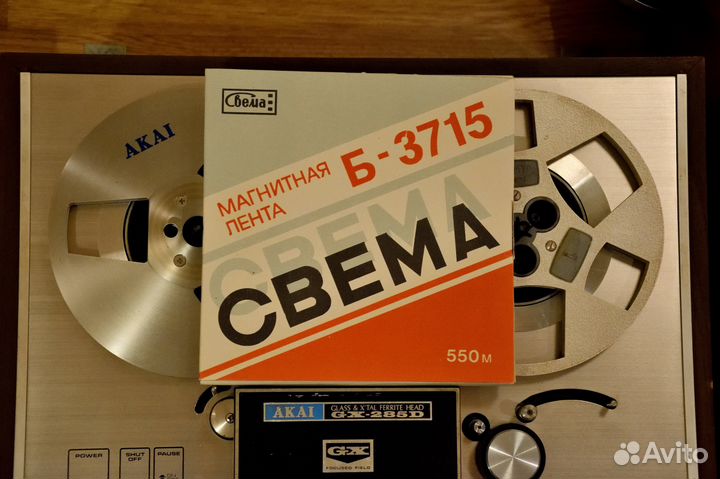 AKAI
Свема
МАГНИТНАЯ
ЛЕНТА
Б-3715
СВЕМА
СВЕМА
550 м
AKAI
GLASS & X'TAL FERRITE HEAD
GX-285D
GX
FOCUSED FIELD
POWER
SHUT OFF
PAUSE
Avito